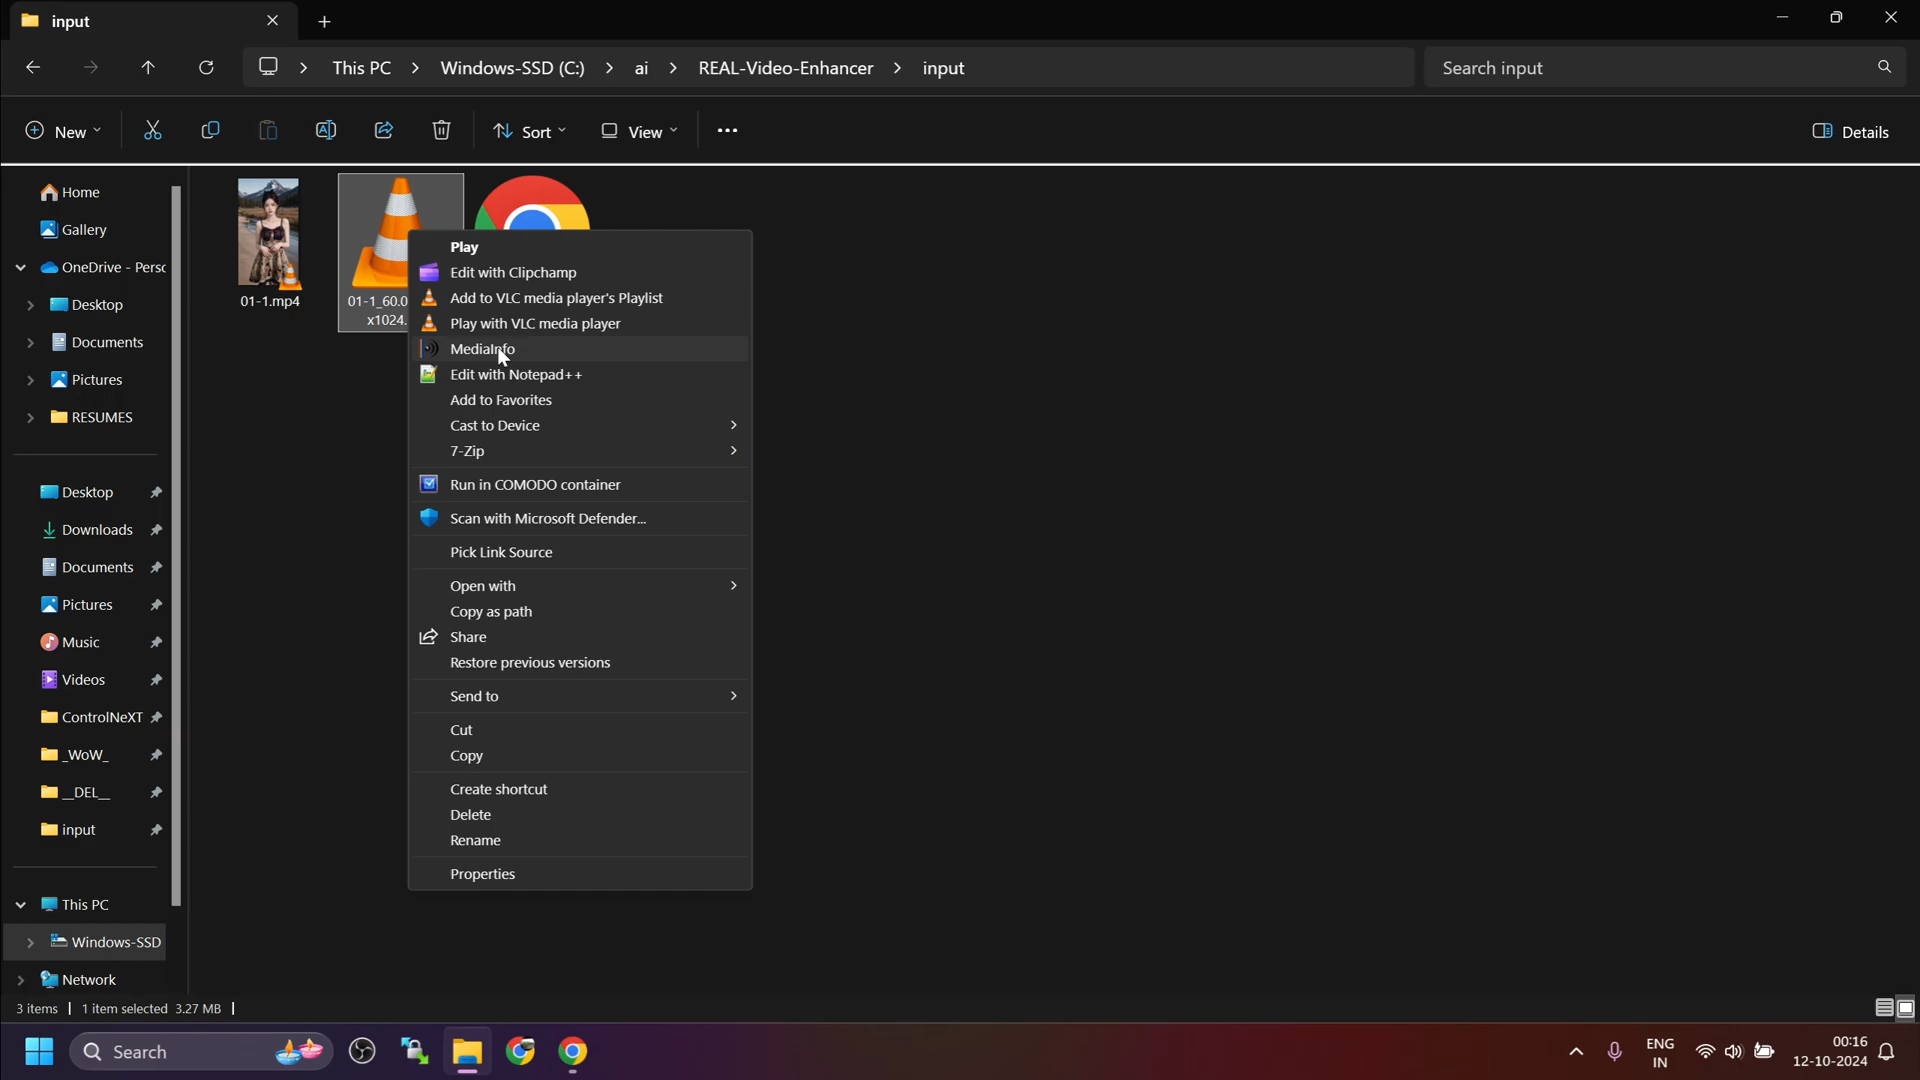 input
This PC > Windows-SSD (C:) > ai > REAL-Video-Enhancer > input
Search input
New
Sort
View
Details
Home
Gallery
OneDrive - Perso
Desktop
Documents
Pictures
RESUMES
Desktop
Downloads
Documents
Pictures
Music
Videos
ControlNeXT
_WoW_
__DEL__
input
This PC
Windows-SSD
Network
01-1.mp4
01-1_60.0
x1024.
Play
Edit with Clipchamp
Add to VLC media player's Playlist
Play with VLC media player
MediaInfo
Edit with Notepad++
Add to Favorites
Cast to Device
7-Zip
Run in COMODO container
Scan with Microsoft Defender...
Pick Link Source
Open with
Copy as path
Share
Restore previous versions
Send to
Cut
Copy
Create shortcut
Delete
Rename
Properties
3 items | 1 item selected 3.27 MB |
Search
ENG
IN
00:16
12-10-2024